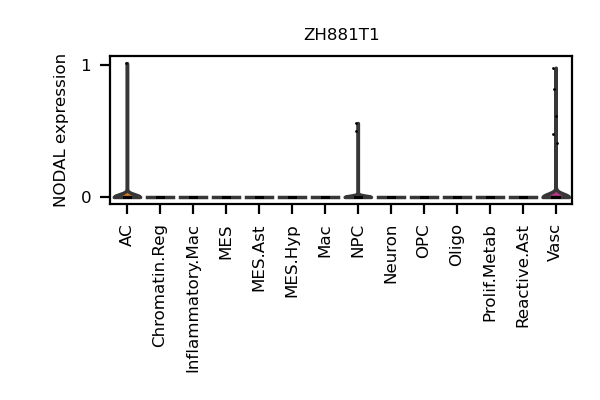 ZH881T1
NODAL expression
1
0
AC
Chromatin.Reg
Inflammatory.Mac
MES
MES.Ast
MES.Hyp
Mac
NPC
Neuron
OPC
Oligo
Prolif.Metab
Reactive.Ast
Vasc